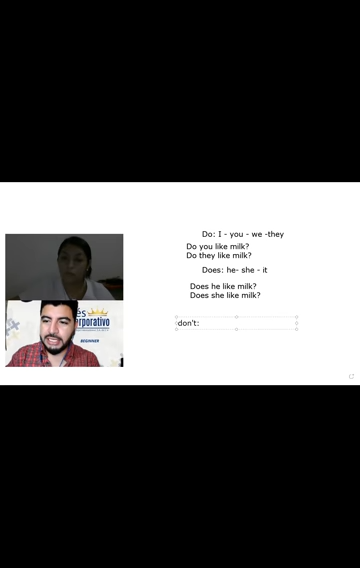 Do: I - you - we -they
Do you like milk?
Do they like milk?
Does: he- she - it
Does he like milk?
Does she like milk?
don't:
és
rporativo
BEGINNER